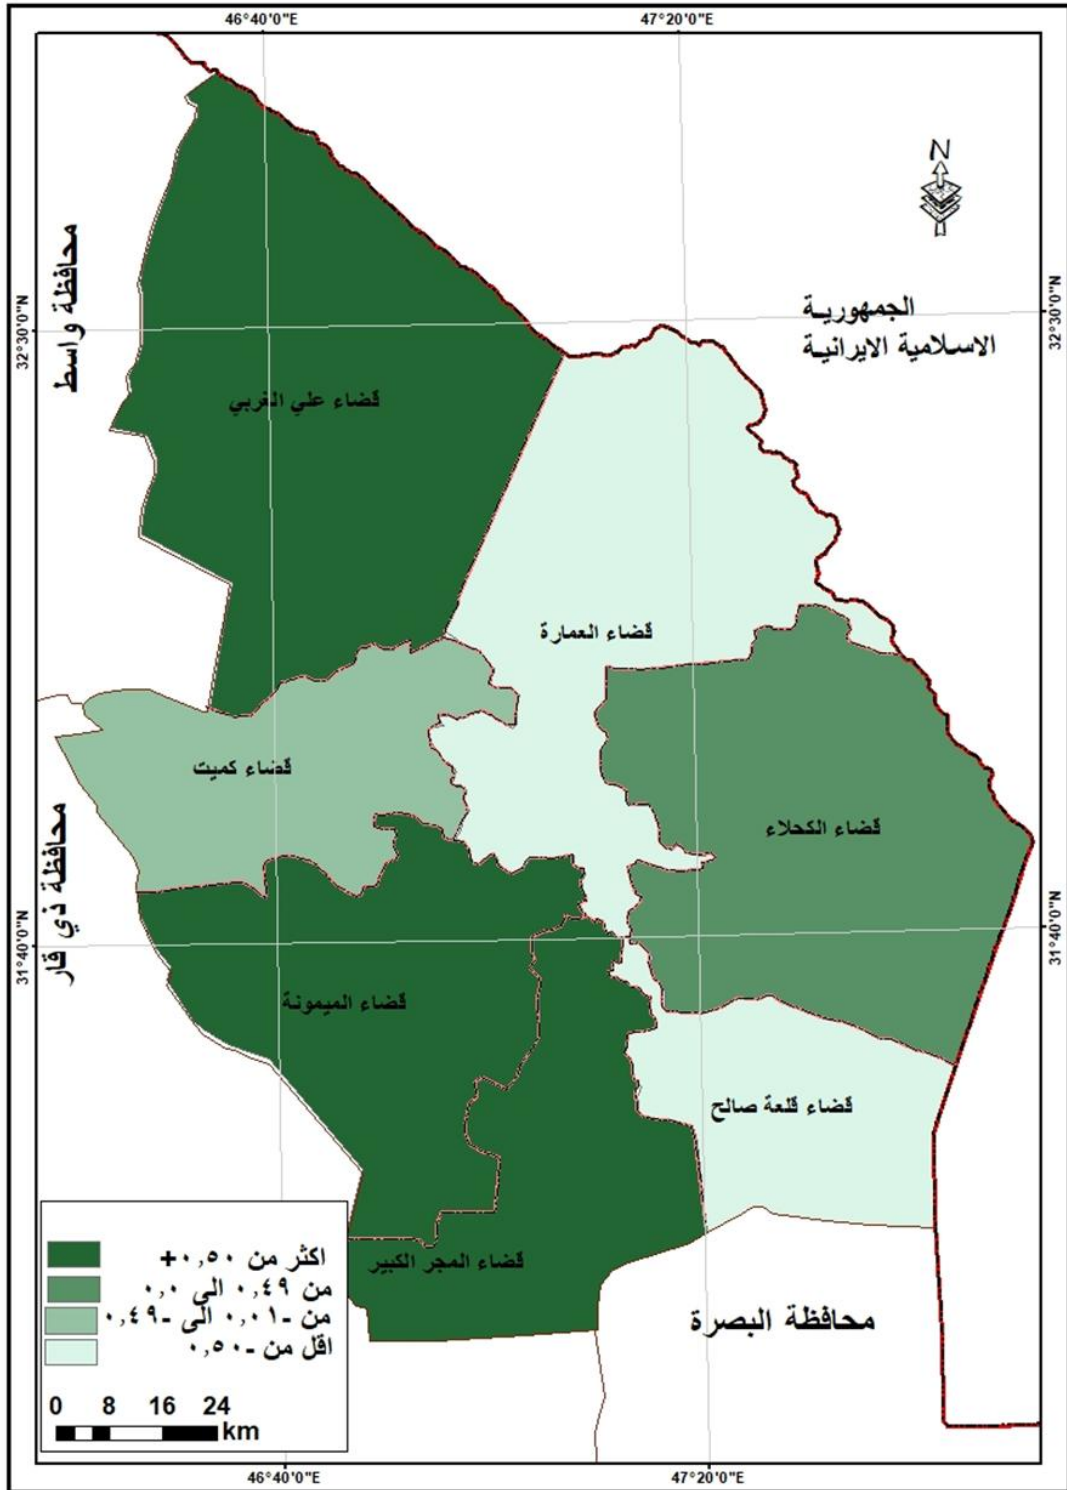 46°40'0"E
47°20'0"E
N
محافظة واسط
32°30'0"N
32°30'0"N
الجمهورية
الاسلامية الايرانية
قضاء علي الغربي
قضاء العمارة
قضاء كميت
قضاء الكحلاء
محافظة ذي قار
31°40'0"N
31°40'0"N
قضاء الميمونة
قضاء قلعة صالح
قضاء المجر الكبير
محافظة البصرة
اكثر من ٠,٥٠+
من ٠,٤٩ الى ٠,٠
من -٠,٠١ الى -٠,٤٩
اقل من -٠,٥٠
0 8 16 24
km
46°40'0"E
47°20'0"E